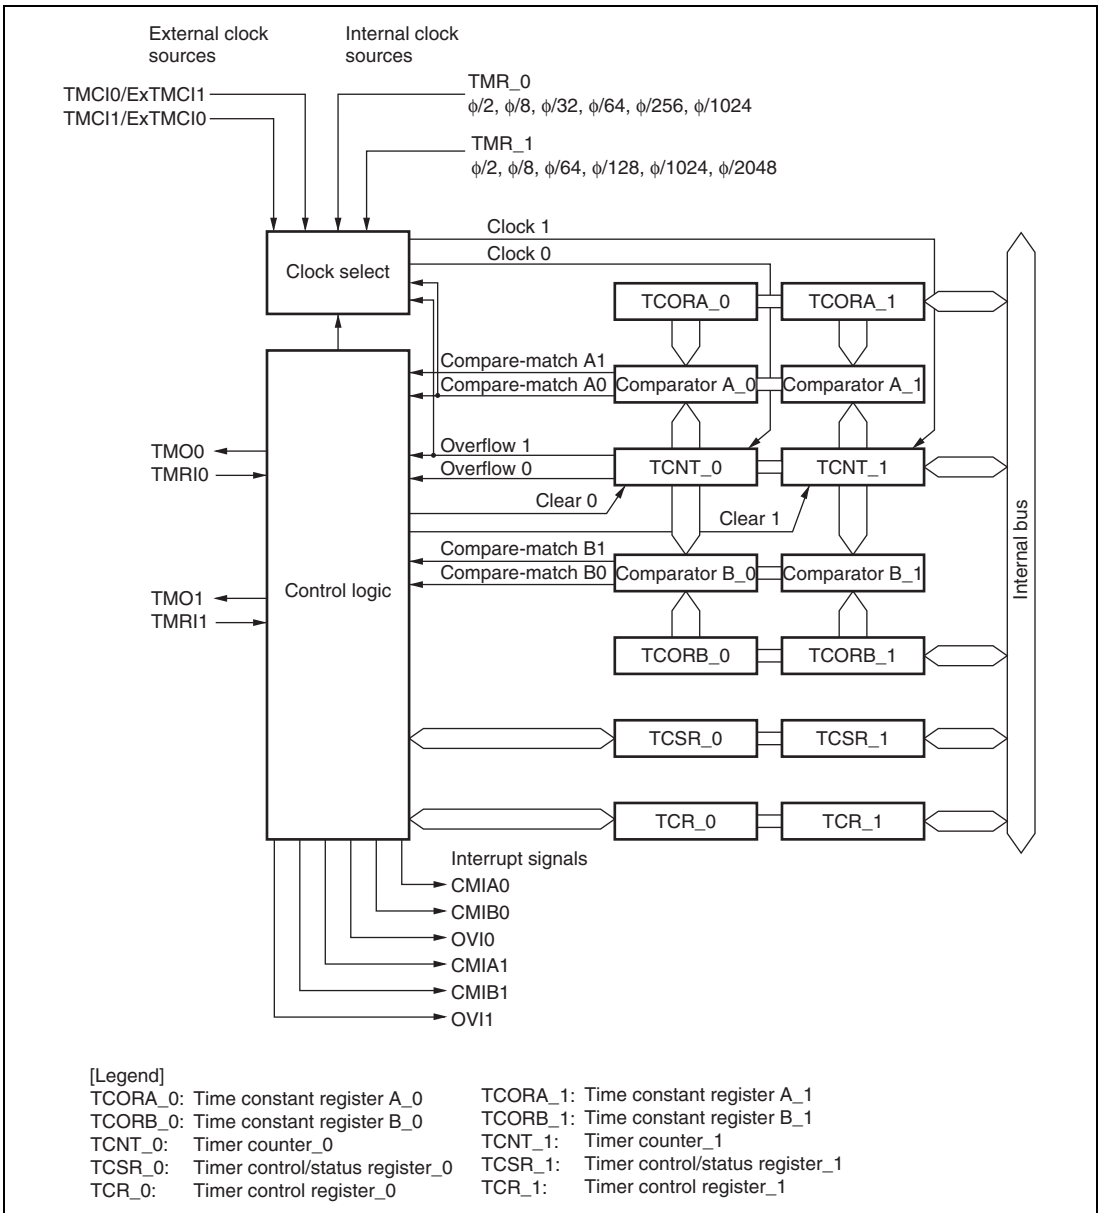 External clock
sources
Internal clock
sources
TMCI0/ExTMCI1
TMCI1/ExTMCI0
TMR_0
ϕ/2, ϕ/8, ϕ/32, ϕ/64, ϕ/256, ϕ/1024
TMR_1
ϕ/2, ϕ/8, ϕ/64, ϕ/128, ϕ/1024, ϕ/2048
Clock 1
Clock 0
Clock select
TCORA_0
TCORA_1
Compare-match A1
Compare-match A0
Comparator A_0
Comparator A_1
TMO0
TMRI0
Overflow 1
Overflow 0
TCNT_0
TCNT_1
Clear 0
Clear 1
Compare-match B1
Compare-match B0
Comparator B_0
Comparator B_1
Control logic
TMO1
TMRI1
TCORB_0
TCORB_1
Internal bus
TCSR_0
TCSR_1
TCR_0
TCR_1
Interrupt signals
CMIA0
CMIB0
OVI0
CMIA1
CMIB1
OVI1
[Legend]
TCORA_0: Time constant register A_0
TCORB_0: Time constant register B_0
TCNT_0: Timer counter_0
TCSR_0: Timer control/status register_0
TCR_0: Timer control register_0
TCORA_1: Time constant register A_1
TCORB_1: Time constant register B_1
TCNT_1: Timer counter_1
TCSR_1: Timer control/status register_1
TCR_1: Timer control register_1